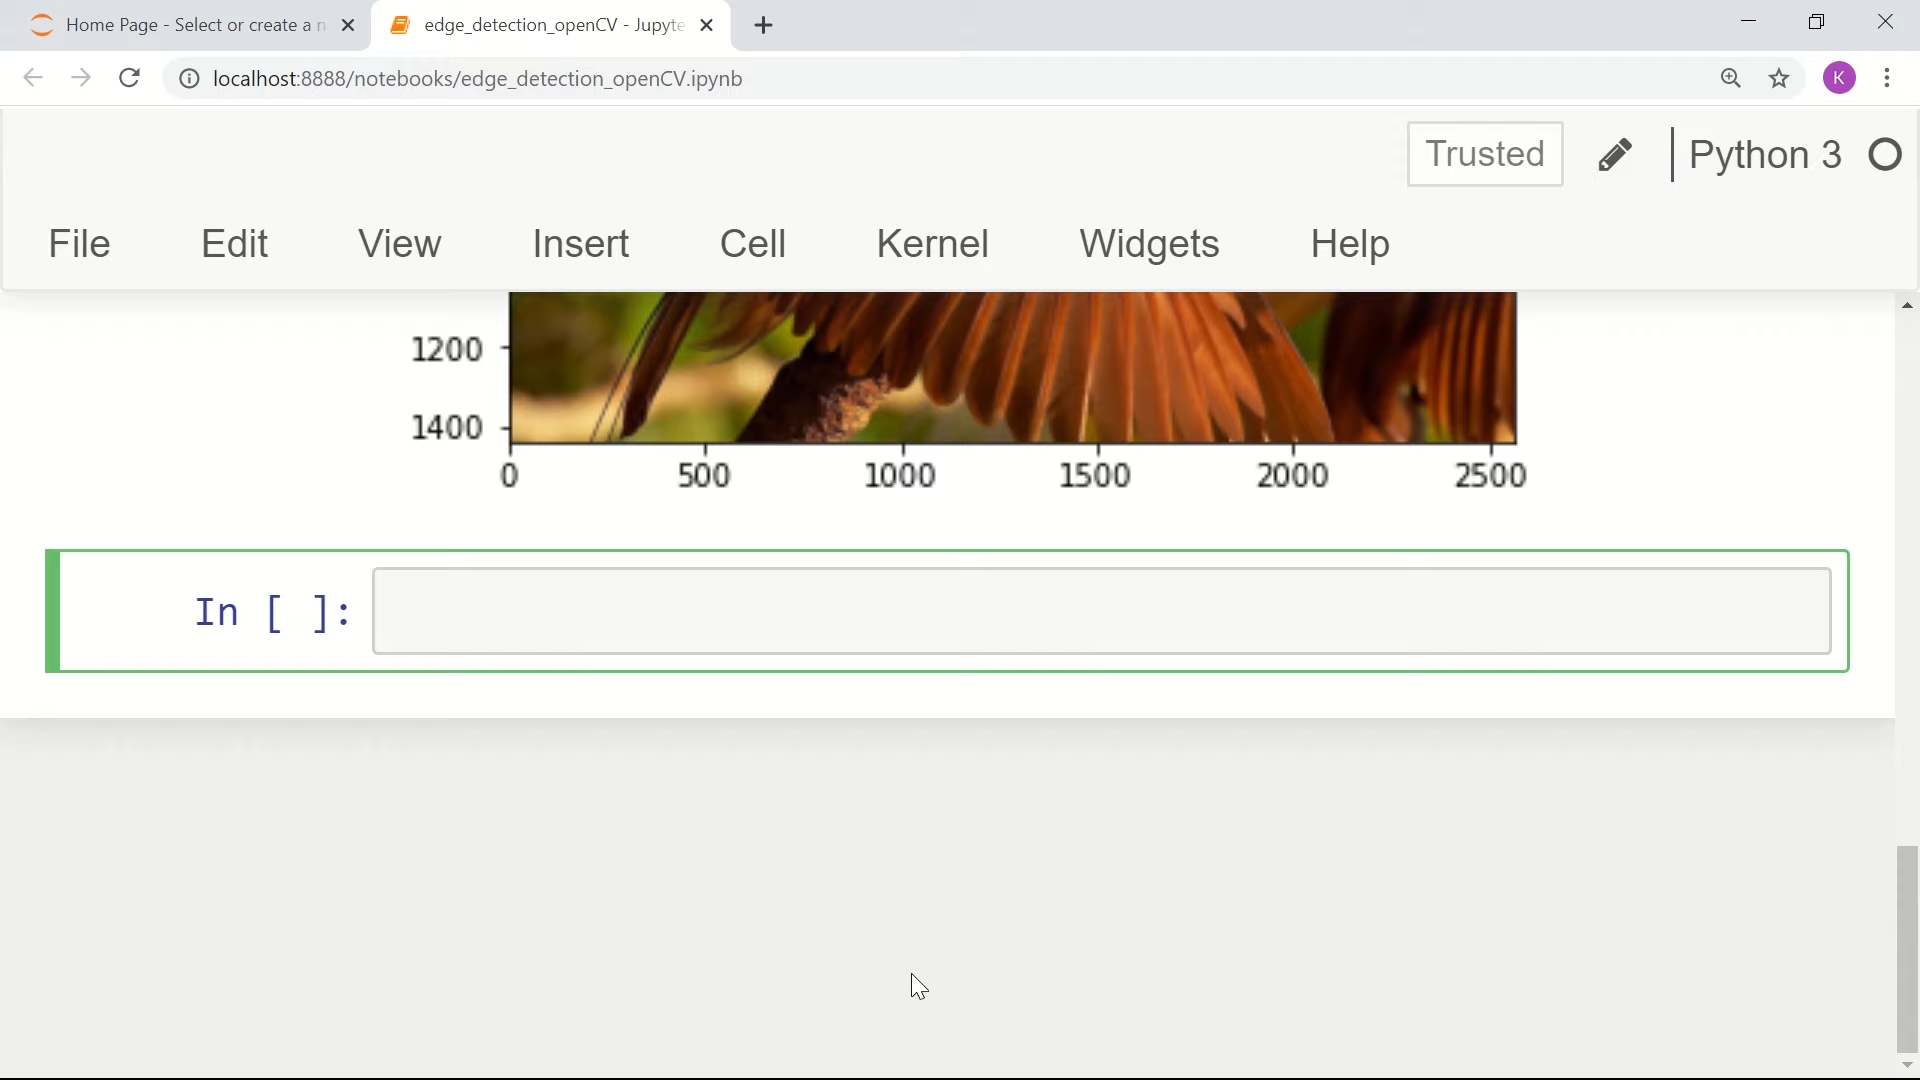 Home Page - Select or create a n
edge_detection_openCV - Jupyte
localhost:8888/notebooks/edge_detection_openCV.ipynb
K
Trusted
Python 3
File Edit View Insert Cell Kernel Widgets Help
1200
1400
0 500 1000 1500 2000 2500
In [ ]: